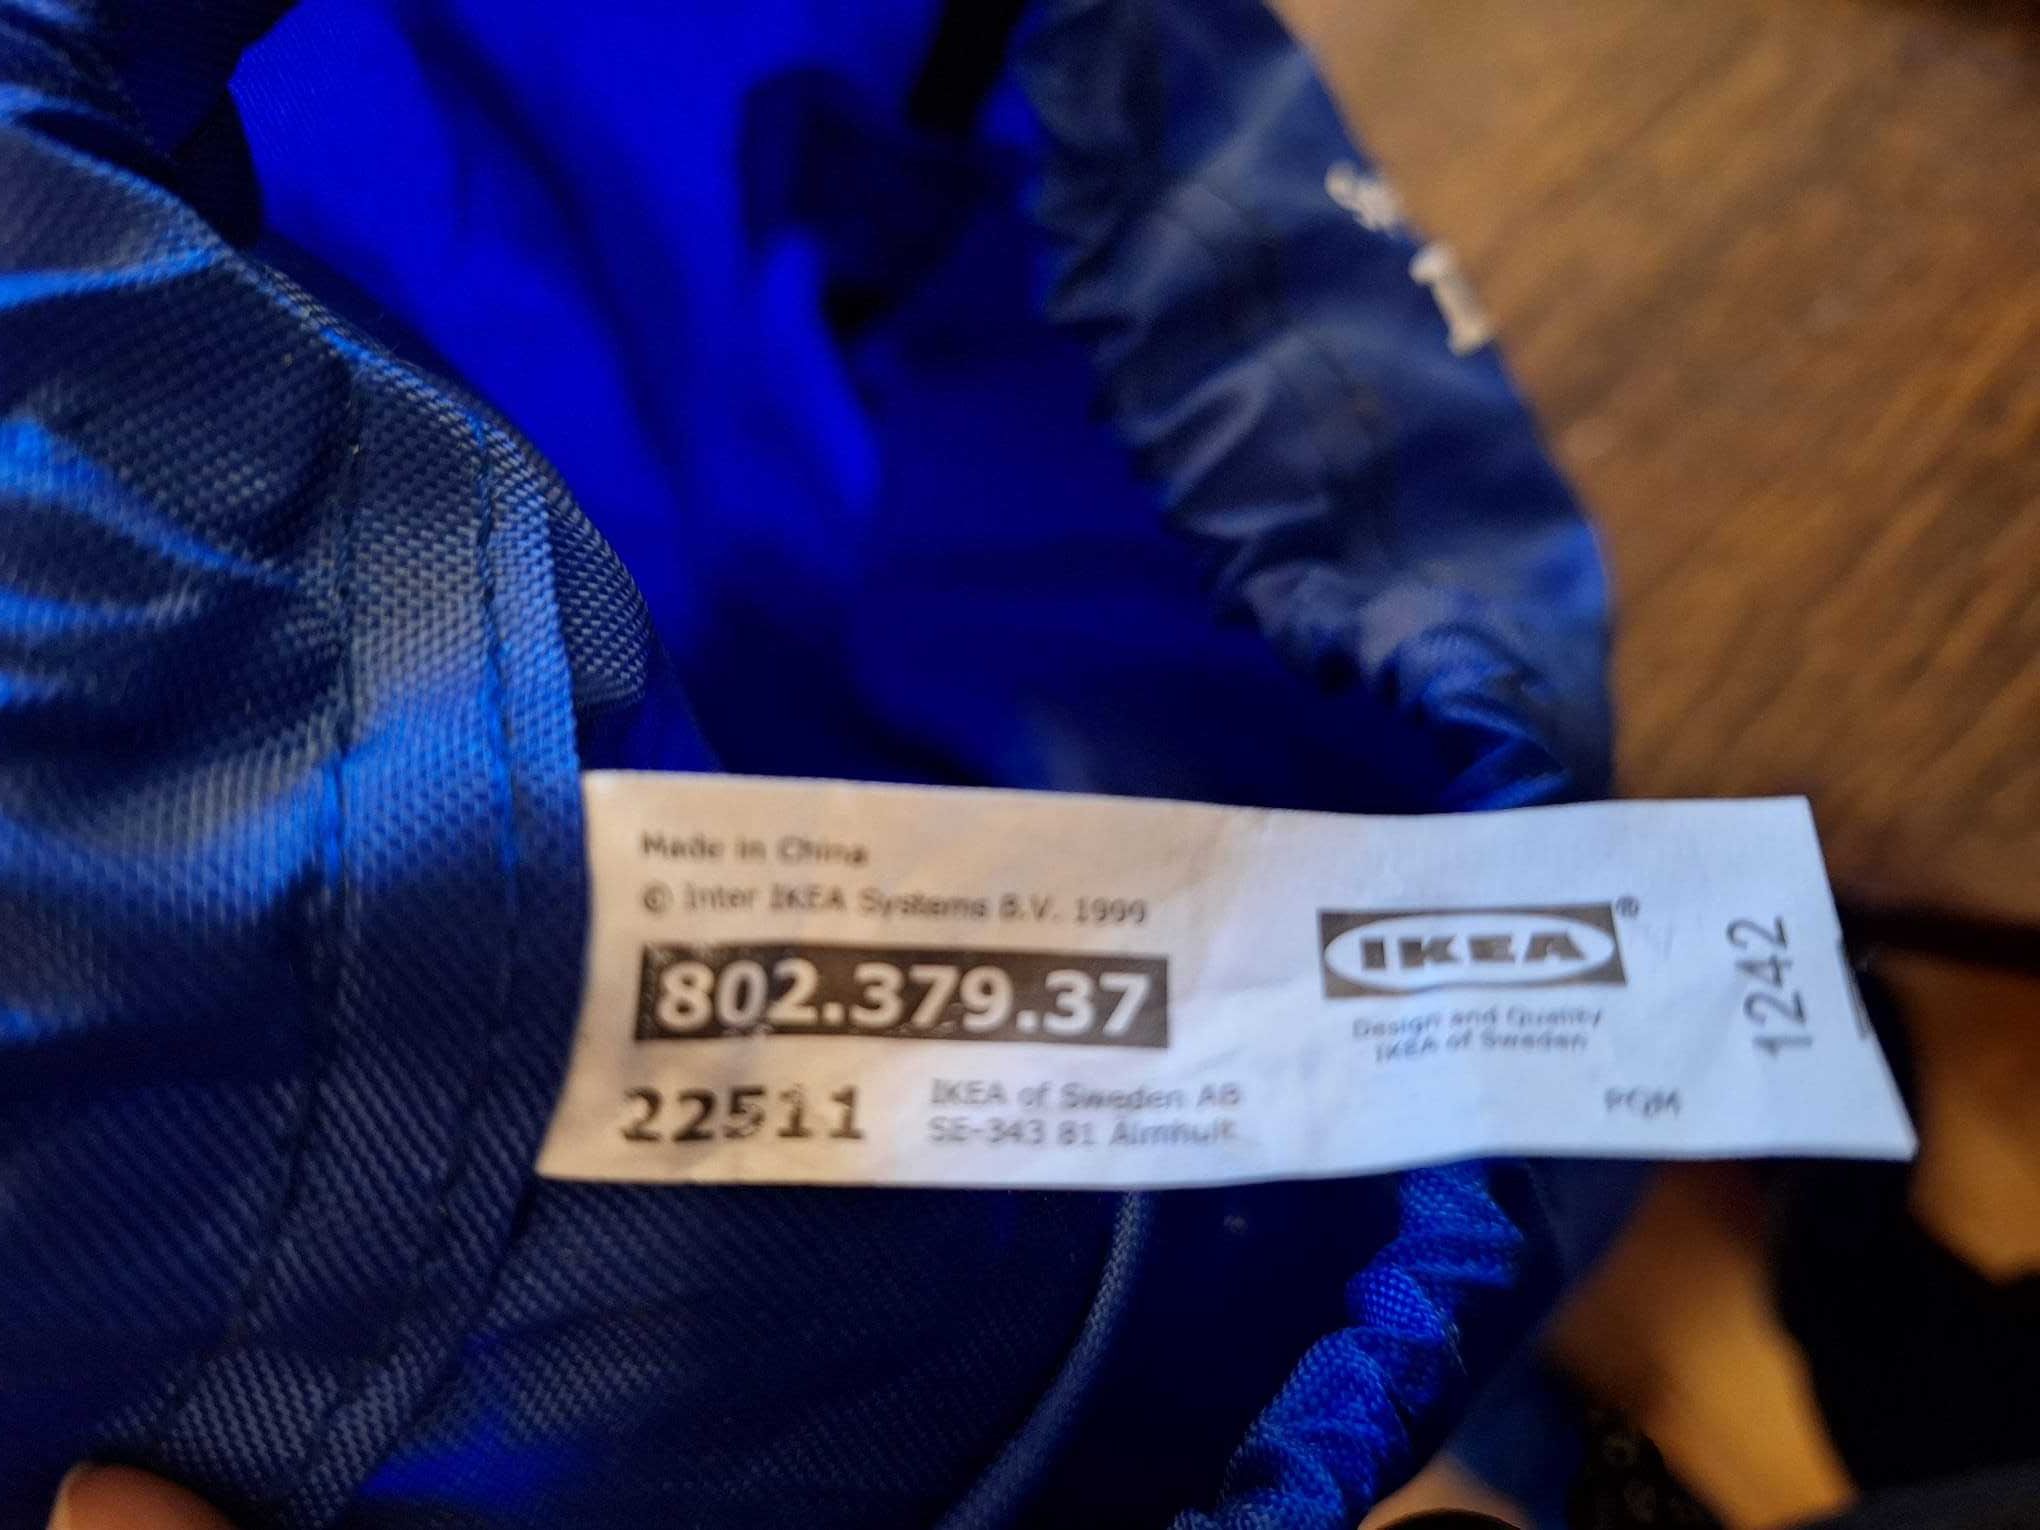 Made in China
© Inter IKEA Systems B.V. 1999
802.379.37
22511
IKEA of Sweden AB
SE-343 81 Älmhult
IKEA®
Design and Quality
IKEA of Sweden
PQM
1242